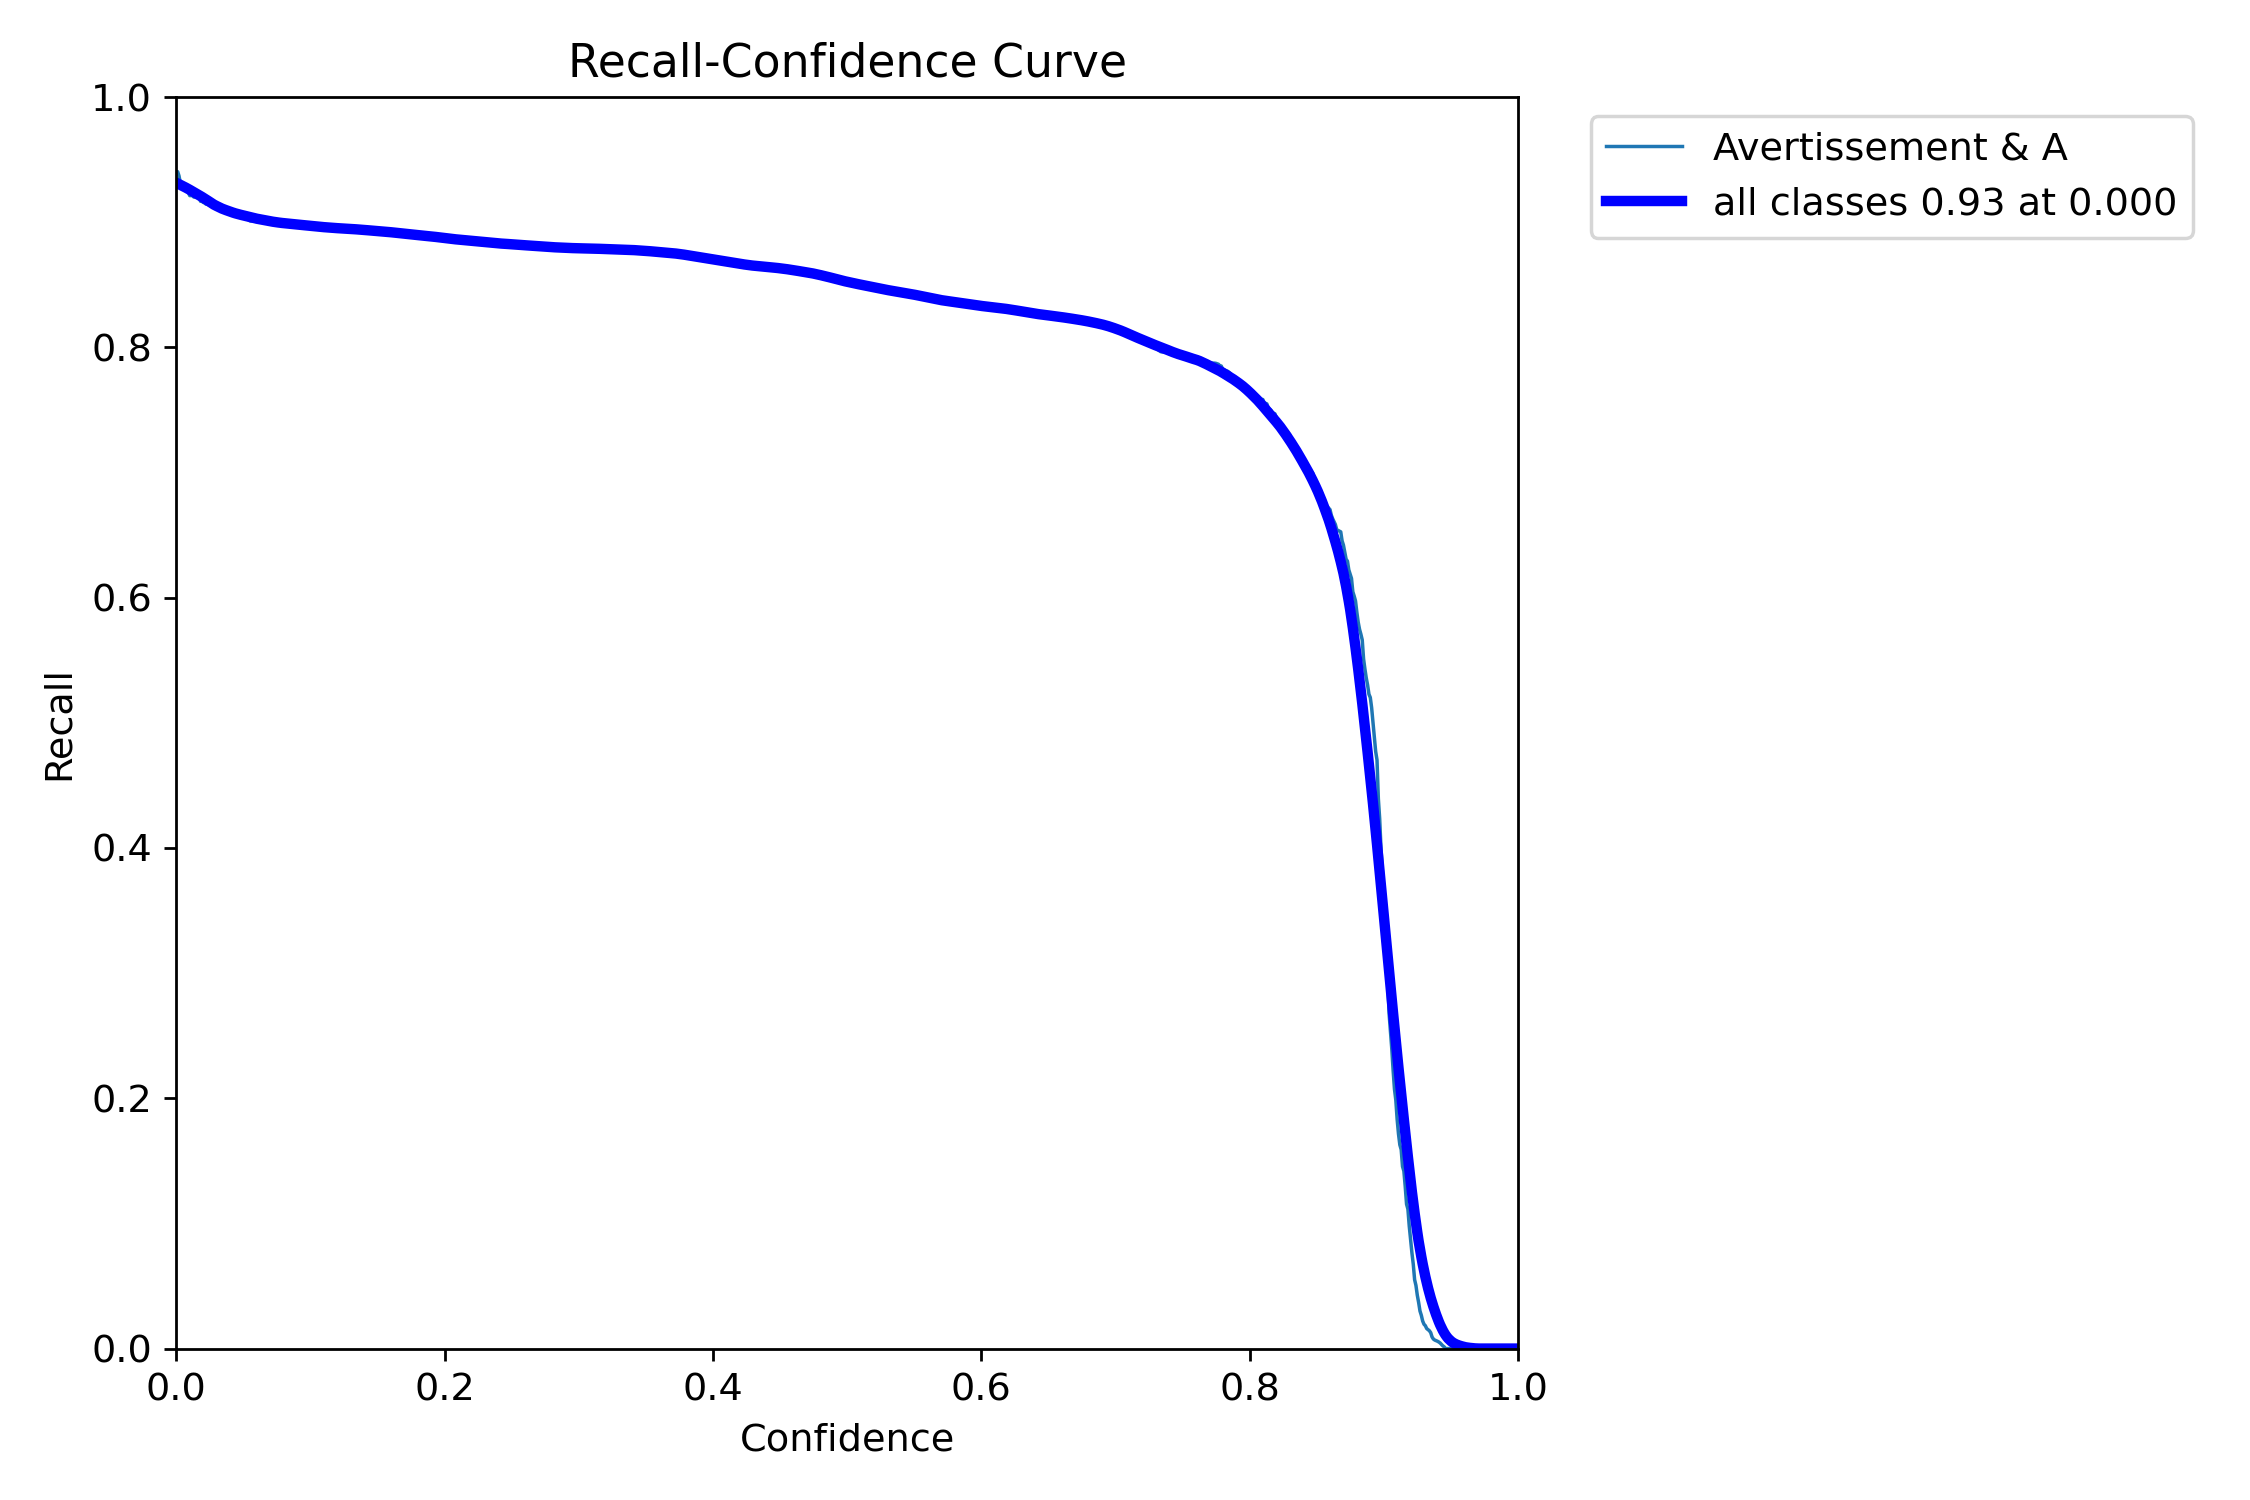 Recall-Confidence Curve
1.0
0.8
0.6
0.4
0.2
0.0
Recall
0.0 0.2 0.4 0.6 0.8 1.0
Confidence
Avertissement & A
all classes 0.93 at 0.000